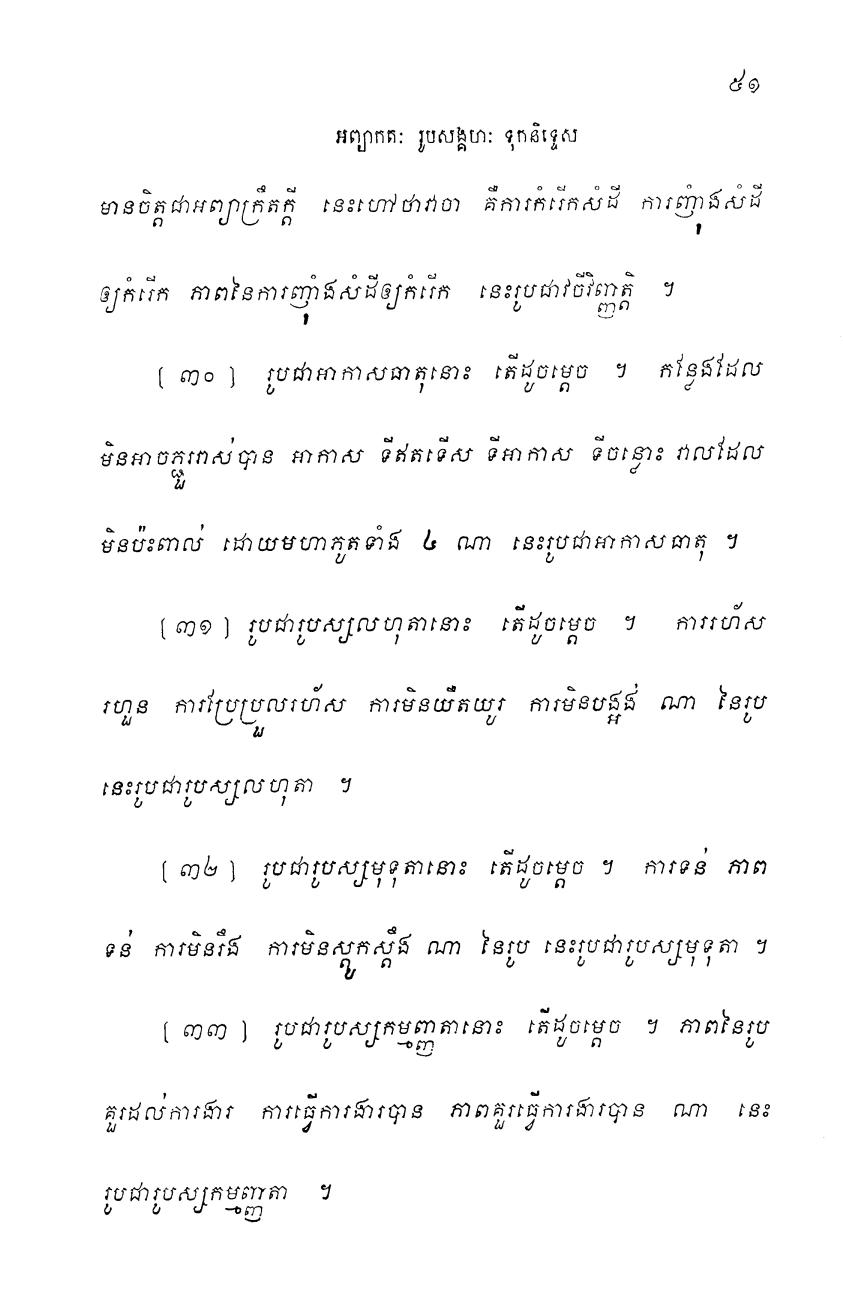 ៥១
អព្យាកតៈ រូបសង្គហៈ ទុកនិទ្ទេស
មានចិត្តជាអព្យាក្រឹតក្តី នេះហៅថាវាចា គឺការកំរើកសំដី ការញុំាងសំដី
ឲ្យកំរើក ភាពនៃការញុំាងសំដីឲ្យកំរើក នេះរូបជាវចីវិញ្ញត្តិ ។
[ ៣០ ] រូបជាអាកាសធាតុនោះ តើដូចម្តេច ។ កន្លែងដែល
មិនអាចភ្ជួររាស់បាន អាកាស ទីឥតទើស ទីអាកាស ទីចន្លោះ វាលដែល
មិនប៉ះពាល់ ដោយមហាភូតទាំង ៤ ណា នេះរូបជាអាកាសធាតុ ។
[ ៣១ ] រូបជារូបស្សលហុតានោះ តើដូចម្តេច ។ ការរហ័ស
រហួន ការប្រែប្រួលរហ័ស ការមិនយឺតយូរ ការមិនបង្អង់ ណា នៃរូប
នេះរូបជារូបស្សលហុតា ។
[ ៣២ ] រូបជារូបស្សមុទុតានោះ តើដូចម្តេច ។ ការទន់ ភាព
ទន់ ការមិនរឹង ការមិនស្តូកស្តឹង ណា នៃរូប នេះរូបជារូបស្សមុទុតា ។
[ ៣៣ ] រូបជារូបស្សកម្មញ្ញតានោះ តើដូចម្តេច ។ ភាពនៃរូប
គួរដល់ការងារ ការធ្វើការងារបាន ភាពគួរធ្វើការងារបាន ណា នេះ
រូបជារូបស្សកម្មញ្ញតា ។